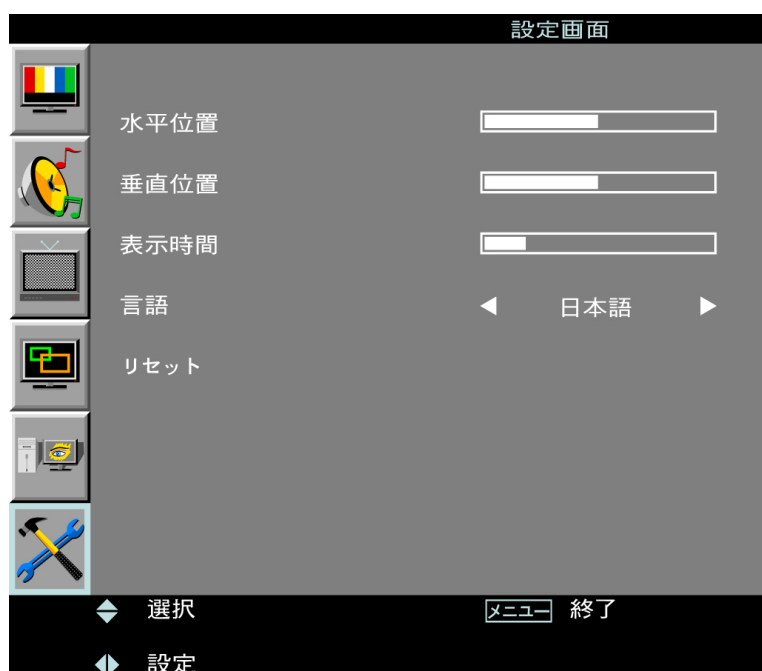 設定画面
水平位置
垂直位置
表示時間
言語 日本語
リセット
選択 メニュー 終了
設定